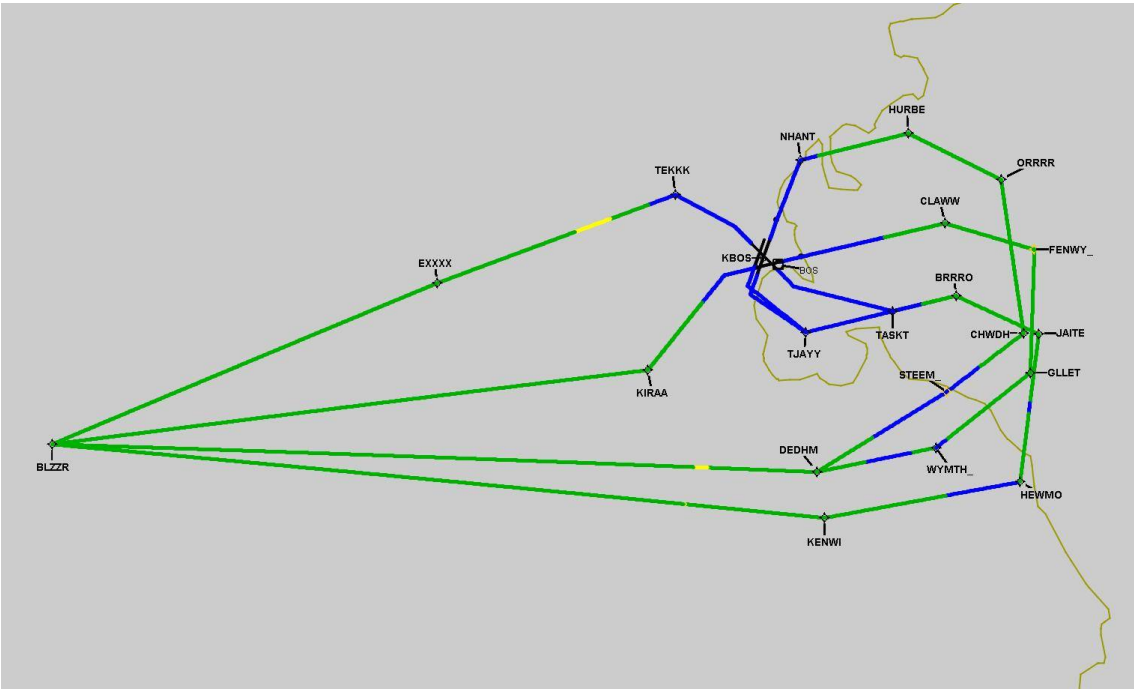 HURBE
NHANT
ORRRR
TEKKK
CLAWW
FENWY_
KBOS
BOS
EXXXX
BRRRO
CHWDH
JAITE
TASKT
TJAYY
STEEM_
GLLET
KIRAA
DEDHM
BLZZR
WYMTH_
HEWMO
KENWI